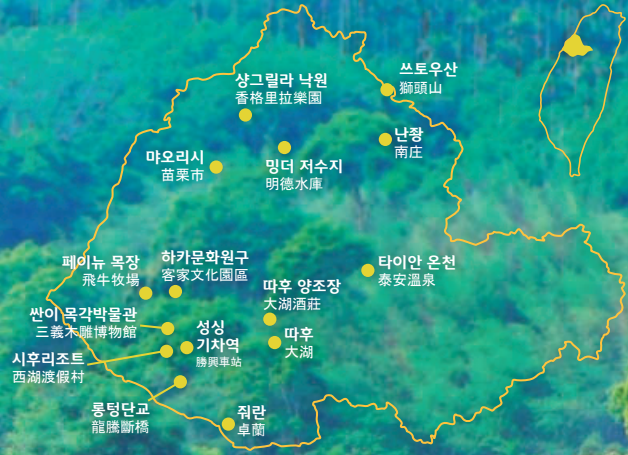 쓰토우산
獅頭山
샹그릴라 낙원
香格里拉樂園
난좡
南庄
먀오리시
苗栗市
밍더 저수지
明德水庫
페이뉴 목장
飛牛牧場
하카문화원구
客家文化園區
타이안 온천
泰安溫泉
따후 양조장
大湖酒莊
싼이 목각박물관
三義木雕博物館
성싱
기차역
勝興車站
따후
大湖
시후리조트
西湖渡假村
룽텅단교
龍騰斷橋
줘란
卓蘭